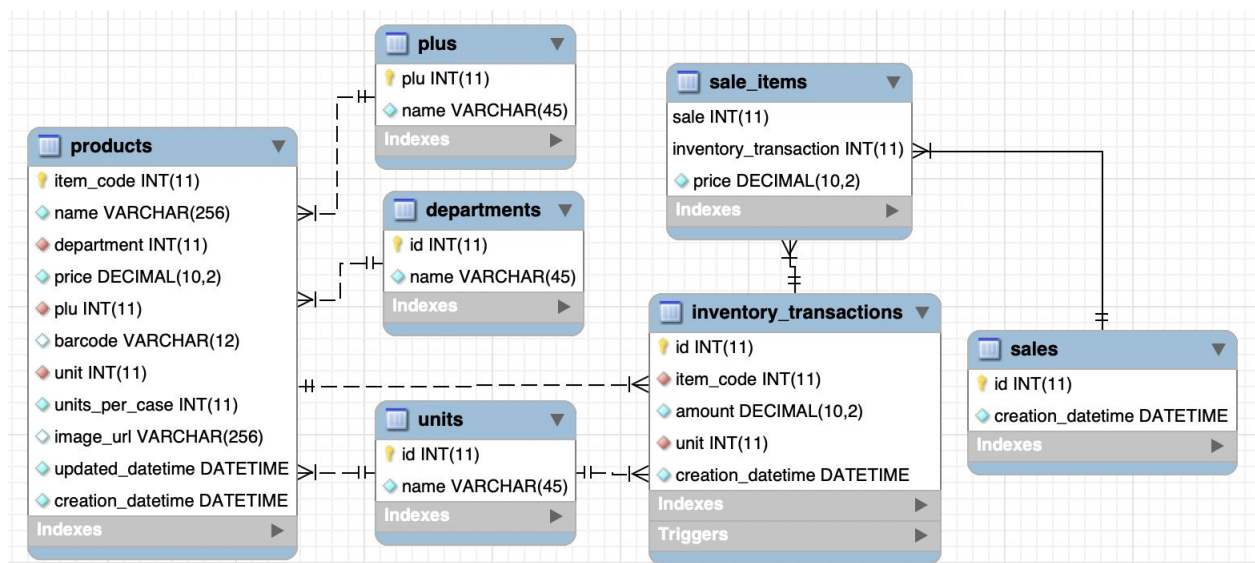 plus
plu INT(11)
name VARCHAR(45)
Indexes
products
item_code INT(11)
name VARCHAR(256)
department INT(11)
price DECIMAL(10,2)
plu INT(11)
barcode VARCHAR(12)
unit INT(11)
units_per_case INT(11)
image_url VARCHAR(256)
updated_datetime DATETIME
creation_datetime DATETIME
Indexes
departments
id INT(11)
name VARCHAR(45)
Indexes
units
id INT(11)
name VARCHAR(45)
Indexes
sale_items
sale INT(11)
inventory_transaction INT(11)
price DECIMAL(10,2)
Indexes
inventory_transactions
id INT(11)
item_code INT(11)
amount DECIMAL(10,2)
unit INT(11)
creation_datetime DATETIME
Indexes
Triggers
sales
id INT(11)
creation_datetime DATETIME
Indexes